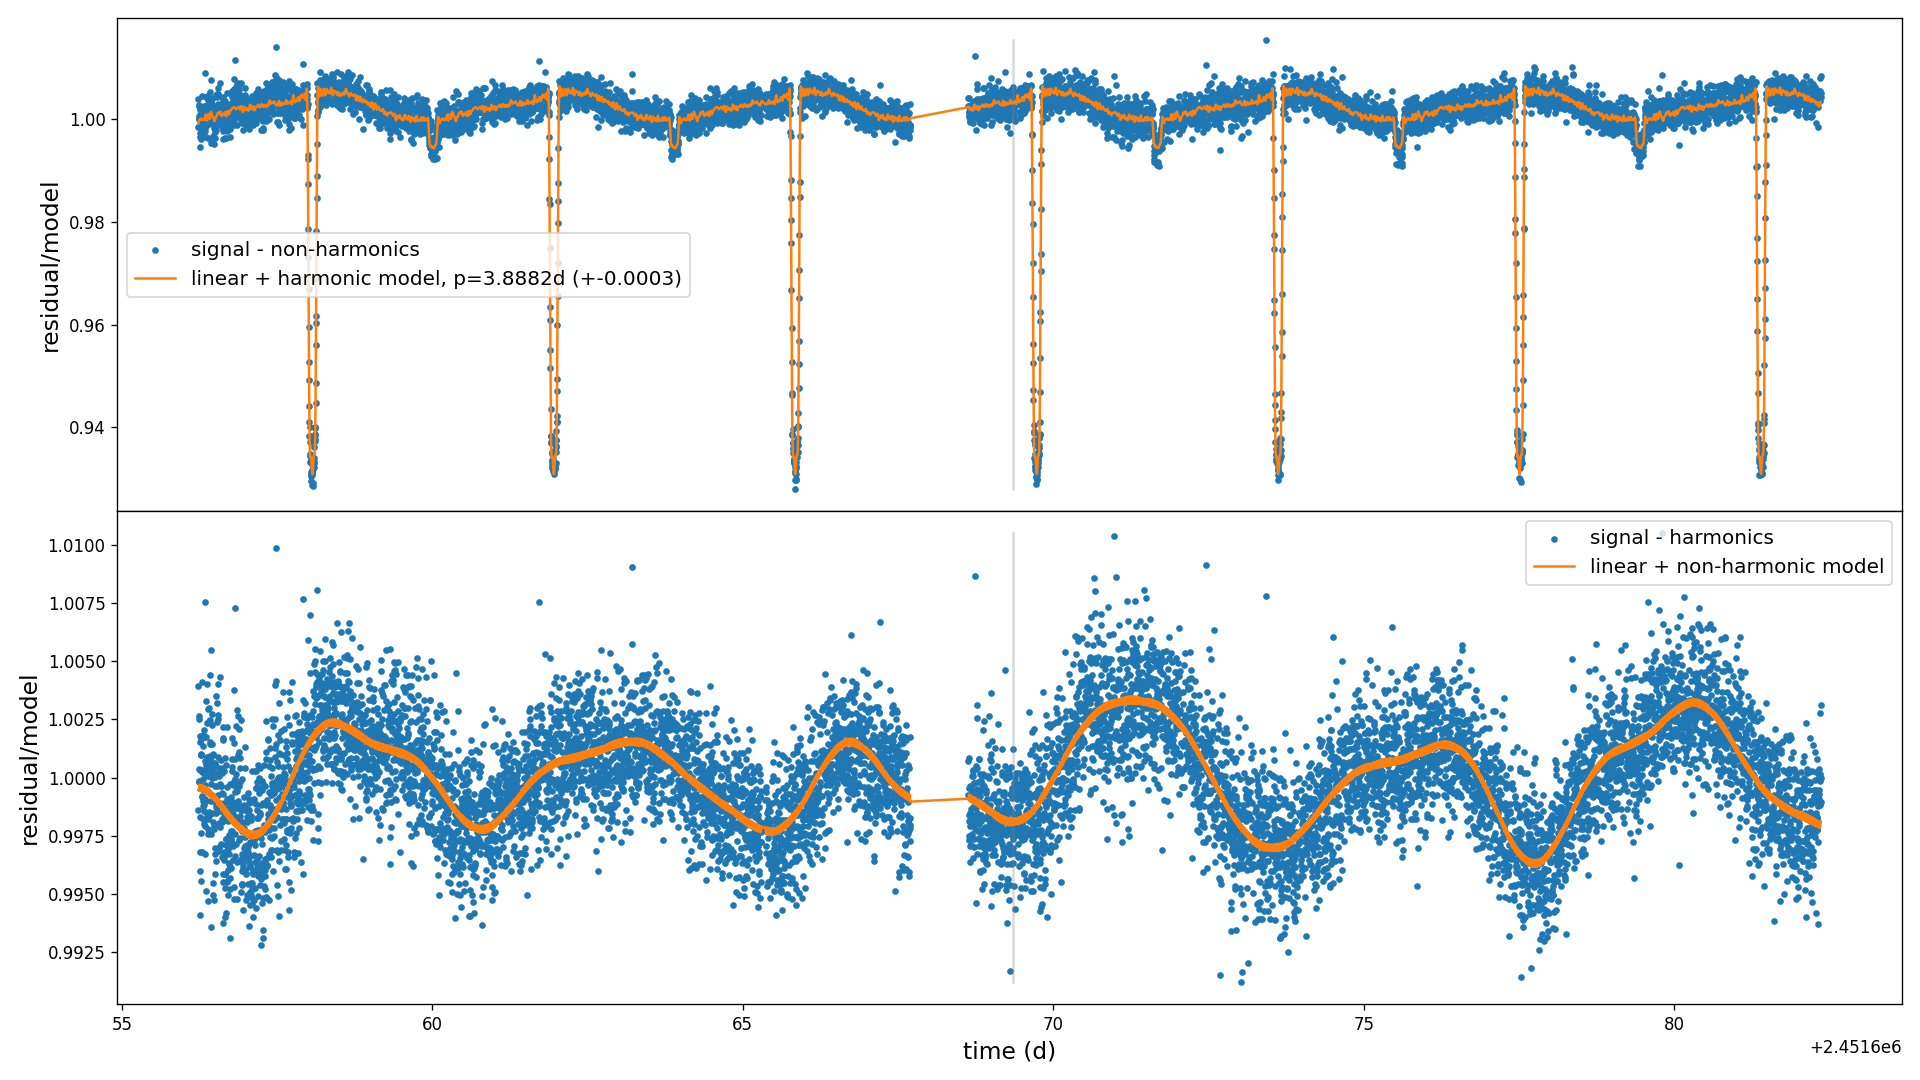 residual/model
1.00
0.98
0.96
0.94
signal - non-harmonics
linear + harmonic model, p=3.8882d (+-0.0003)
residual/model
1.0100
1.0075
1.0050
1.0025
1.0000
0.9975
0.9950
0.9925
signal - harmonics
linear + non-harmonic model
55
60
65
70
75
80
time (d)
+2.4516e6